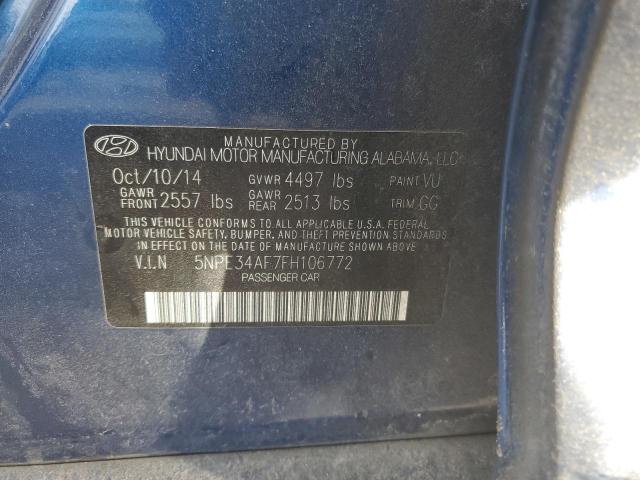 MANUFACTURED BY
HYUNDAI MOTOR MANUFACTURING ALABAMA, LLC
Oct/10/14 GVWR 4497 lbs PAINT VU
GAWR FRONT 2557 lbs GAWR REAR 2513 lbs TRIM GG
THIS VEHICLE CONFORMS TO ALL APPLICABLE U.S.A. FEDERAL
MOTOR VEHICLE SAFETY, BUMPER, AND THEFT PREVENTION STANDARDS
IN EFFECT ON THE DATE OF MANUFACTURE SHOWN ABOVE.
V.I.N 5NPE34AF7FH106772
PASSENGER CAR